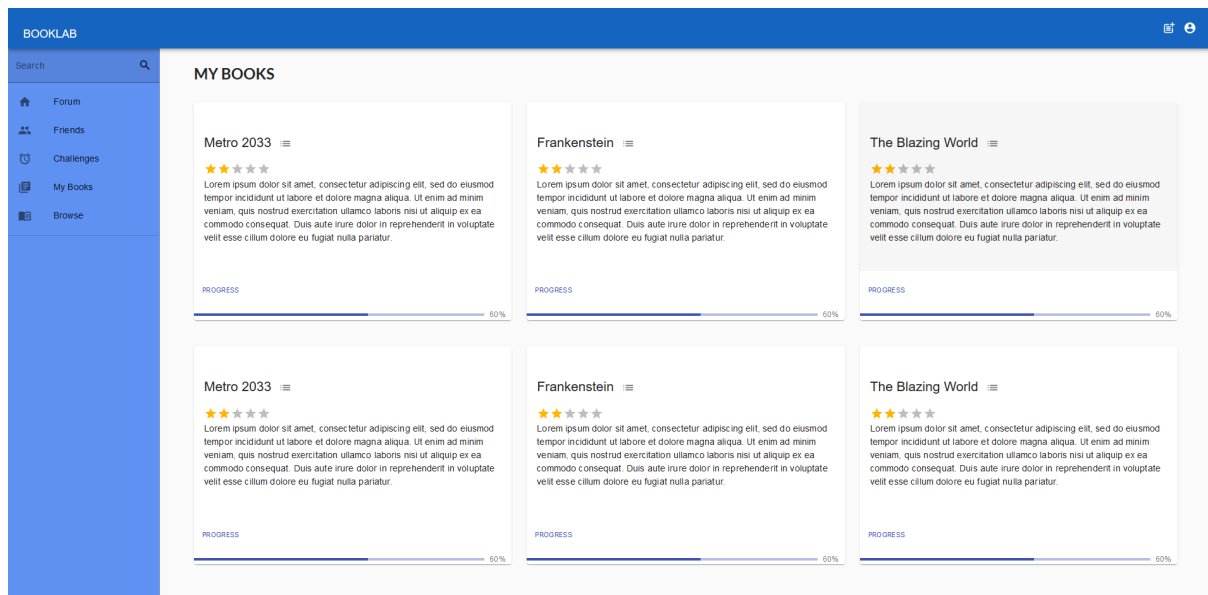 BOOKLAB
Search
Forum
Friends
Challenges
My Books
Browse
MY BOOKS
Metro 2033
Lorem ipsum dolor sit amet, consectetur adipiscing elit, sed do eiusmod
tempor incididunt ut labore et dolore magna aliqua. Ut enim ad minim
veniam, quis nostrud exercitation ullamco laboris nisi ut aliquip ex ea
commodo consequat. Duis aute irure dolor in reprehenderit in voluptate
velit esse cillum dolore eu fugiat nulla pariatur.
PROGRESS
60%
Frankenstein
Lorem ipsum dolor sit amet, consectetur adipiscing elit, sed do eiusmod
tempor incididunt ut labore et dolore magna aliqua. Ut enim ad minim
veniam, quis nostrud exercitation ullamco laboris nisi ut aliquip ex ea
commodo consequat. Duis aute irure dolor in reprehenderit in voluptate
velit esse cillum dolore eu fugiat nulla pariatur.
PROGRESS
60%
The Blazing World
Lorem ipsum dolor sit amet, consectetur adipiscing elit, sed do eiusmod
tempor incididunt ut labore et dolore magna aliqua. Ut enim ad minim
veniam, quis nostrud exercitation ullamco laboris nisi ut aliquip ex ea
commodo consequat. Duis aute irure dolor in reprehenderit in voluptate
velit esse cillum dolore eu fugiat nulla pariatur.
PROGRESS
60%
Metro 2033
Lorem ipsum dolor sit amet, consectetur adipiscing elit, sed do eiusmod
tempor incididunt ut labore et dolore magna aliqua. Ut enim ad minim
veniam, quis nostrud exercitation ullamco laboris nisi ut aliquip ex ea
commodo consequat. Duis aute irure dolor in reprehenderit in voluptate
velit esse cillum dolore eu fugiat nulla pariatur.
PROGRESS
60%
Frankenstein
Lorem ipsum dolor sit amet, consectetur adipiscing elit, sed do eiusmod
tempor incididunt ut labore et dolore magna aliqua. Ut enim ad minim
veniam, quis nostrud exercitation ullamco laboris nisi ut aliquip ex ea
commodo consequat. Duis aute irure dolor in reprehenderit in voluptate
velit esse cillum dolore eu fugiat nulla pariatur.
PROGRESS
60%
The Blazing World
Lorem ipsum dolor sit amet, consectetur adipiscing elit, sed do eiusmod
tempor incididunt ut labore et dolore magna aliqua. Ut enim ad minim
veniam, quis nostrud exercitation ullamco laboris nisi ut aliquip ex ea
commodo consequat. Duis aute irure dolor in reprehenderit in voluptate
velit esse cillum dolore eu fugiat nulla pariatur.
PROGRESS
60%